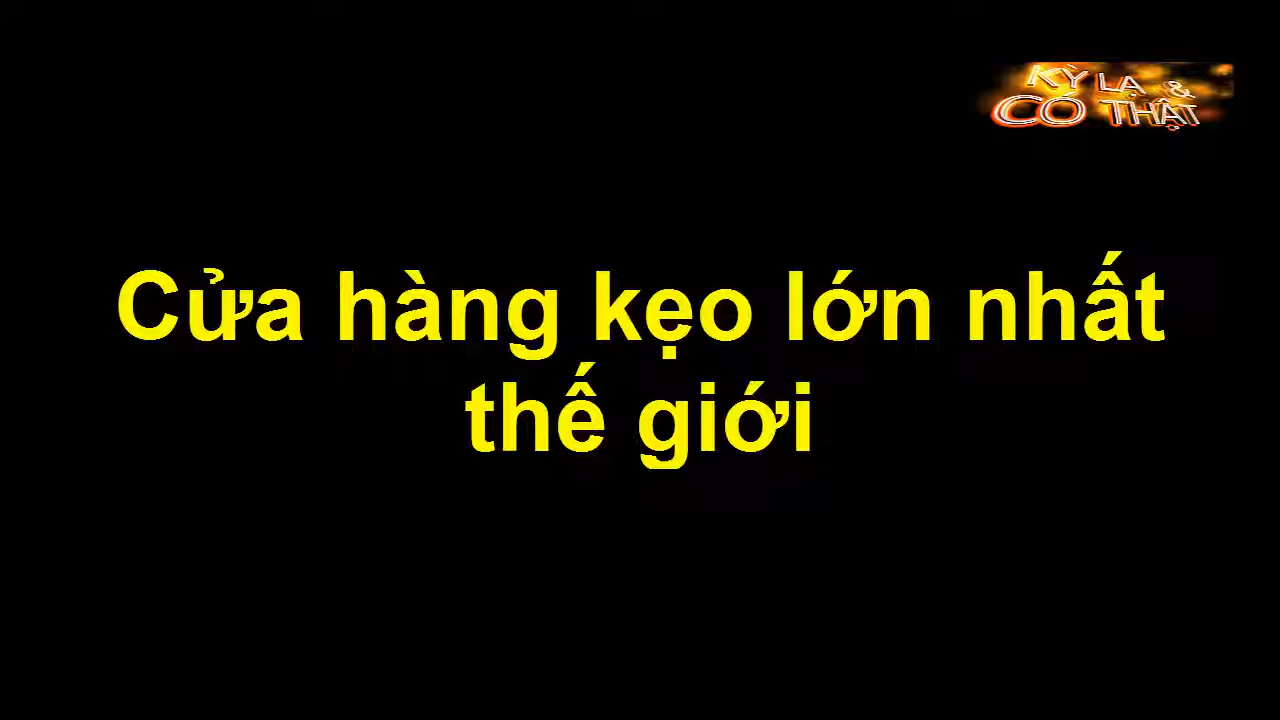 KỲ LẠ &
CÓ THẬT
Cửa hàng kẹo lớn nhất
thế giới